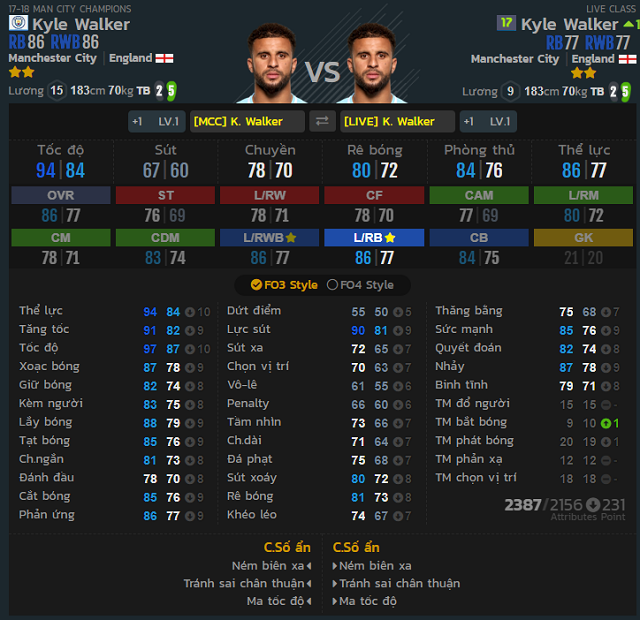 17-18 MAN CITY CHAMPIONS
Kyle Walker
RB86 RWB86
Manchester City | England
Lương 15 183cm 70kg TB 2 5
VS
LIVE CLASS
17 Kyle Walker 1
RB77 RWB77
Manchester City | England
Lương 9 183cm 70kg TB 2 5
+1 LV.1 [MCC] K. Walker [LIVE] K. Walker +1 LV.1
Tốc độ Sút Chuyền Rê bóng Phòng thủ Thể lực
94|84 67|60 78|70 80|72 84|76 86|77
OVR ST L/RW CF CAM L/RM
86|77 76|69 78|71 78|70 77|69 80|72
CM CDM L/RWB L/RB CB GK
78|71 83|74 86|77 86|77 84|75 21|20
FO3 Style FO4 Style
Thể lực 94 84 10 Dứt điểm 55 50 5 Thăng bằng 75 68 7
Tăng tốc 91 82 9 Lực sút 90 81 9 Sức mạnh 85 76 9
Tốc độ 97 87 10 Sút xa 72 65 7 Quyết đoán 82 74 8
Xoạc bóng 87 78 9 Chọn vị trí 70 63 7 Nhảy 87 78 9
Giữ bóng 82 74 8 Vô-lê 61 55 6 Bình tĩnh 79 71 8
Kèm người 83 75 8 Penalty 66 60 6 TM đổ người 15 15 -
Lấy bóng 88 79 9 Tầm nhìn 73 66 7 TM bắt bóng 9 10 1
Tạt bóng 85 76 9 Ch.dài 71 64 7 TM phát bóng 20 19 1
Ch.ngắn 81 73 8 Đá phạt 75 68 7 TM phản xạ 12 12 -
Đánh đầu 78 70 8 Sút xoáy 80 72 8 TM chọn vị trí 18 18 -
Cắt bóng 85 76 9 Rê bóng 81 73 8
Phản ứng 86 77 9 Khéo léo 74 67 7
2387/2156 231
Attributes Point
C.Số ẩn C.Số ẩn
Ném biên xa Ném biên xa
Tránh sai chân thuận Tránh sai chân thuận
Ma tốc độ Ma tốc độ